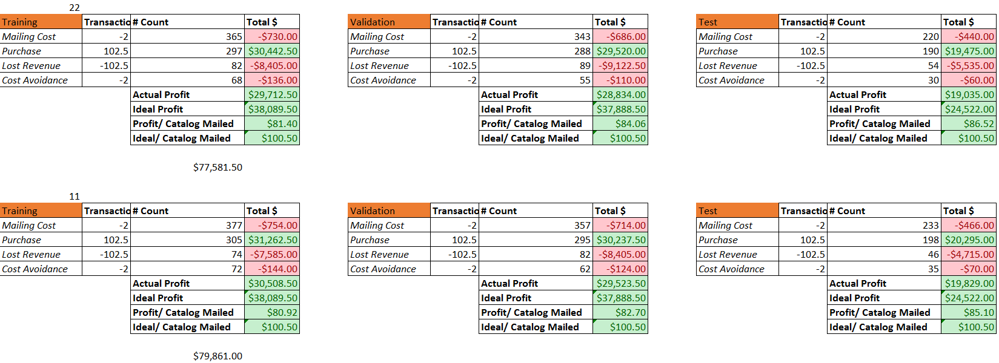 22
Training Transactio # Count Total $ Validation Transactio # Count Total $ Test Transactio # Count Total $
Mailing Cost -2 365 -$730.00 Mailing Cost -2 343 -$686.00 Mailing Cost -2 220 -$440.00
Purchase 102.5 297 $30,442.50 Purchase 102.5 288 $29,520.00 Purchase 102.5 190 $19,475.00
Lost Revenue -102.5 82 -$8,405.00 Lost Revenue -102.5 89 -$9,122.50 Lost Revenue -102.5 54 -$5,535.00
Cost Avoidance -2 68 -$136.00 Cost Avoidance -2 55 -$110.00 Cost Avoidance -2 30 -$60.00
Actual Profit $29,712.50 Actual Profit $28,834.00 Actual Profit $19,035.00
Ideal Profit $38,089.50 Ideal Profit $37,888.50 Ideal Profit $24,522.00
Profit/ Catalog Mailed $81.40 Profit/ Catalog Mailed $84.06 Profit/ Catalog Mailed $86.52
Ideal/ Catalog Mailed $100.50 Ideal/ Catalog Mailed $100.50 Ideal/ Catalog Mailed $100.50
$77,581.50
11
Training Transactio # Count Total $ Validation Transactio # Count Total $ Test Transactio # Count Total $
Mailing Cost -2 377 -$754.00 Mailing Cost -2 357 -$714.00 Mailing Cost -2 233 -$466.00
Purchase 102.5 305 $31,262.50 Purchase 102.5 295 $30,237.50 Purchase 102.5 198 $20,295.00
Lost Revenue -102.5 74 -$7,585.00 Lost Revenue -102.5 82 -$8,405.00 Lost Revenue -102.5 46 -$4,715.00
Cost Avoidance -2 72 -$144.00 Cost Avoidance -2 62 -$124.00 Cost Avoidance -2 35 -$70.00
Actual Profit $30,508.50 Actual Profit $29,523.50 Actual Profit $19,829.00
Ideal Profit $38,089.50 Ideal Profit $37,888.50 Ideal Profit $24,522.00
Profit/ Catalog Mailed $80.92 Profit/ Catalog Mailed $82.70 Profit/ Catalog Mailed $85.10
Ideal/ Catalog Mailed $100.50 Ideal/ Catalog Mailed $100.50 Ideal/ Catalog Mailed $100.50
$79,861.00